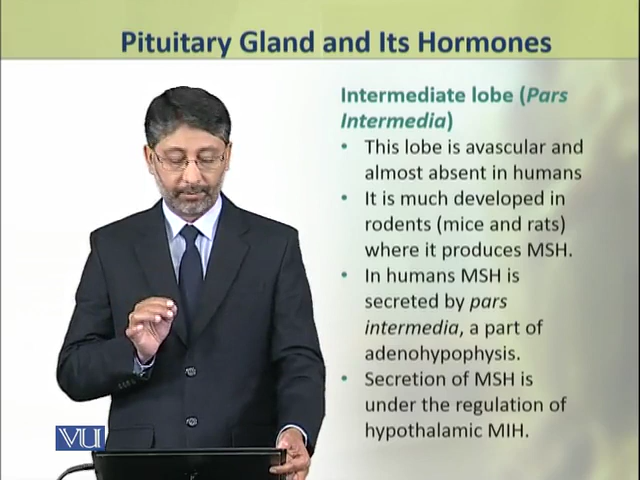 Pituitary Gland and Its Hormones
Intermediate lobe (Pars
Intermedia)
• This lobe is avascular and
almost absent in humans
• It is much developed in
rodents (mice and rats)
where it produces MSH.
• In humans MSH is
secreted by pars
intermedia, a part of
adenohypophysis.
• Secretion of MSH is
under the regulation of
hypothalamic MIH.
VU